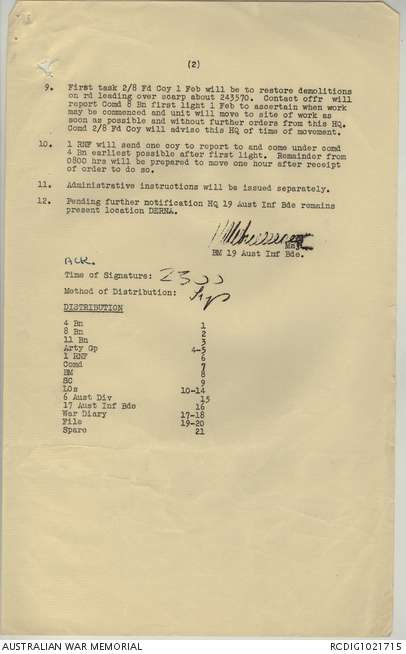 (2)
9. First task 2/8 Fd Coy 1 Feb will be to restore demolitions
on rd leading over scarp about 243570. Contact offr will
report Comd 8 Bn first light 1 Feb to ascertain when work
may be commenced and unit will move to site of work as
soon as possible and without further orders from this HQ.
Comd 2/8 Fd Coy will advise this HQ of time of movement.
10. 1 RNF will send one coy to report to and come under comd
4 Bn earliest possible after first light. Remainder from
0800 hrs will be prepared to move one hour after receipt
of order to do so.
11. Administrative instructions will be issued separately.
12. Pending further notification HQ 19 Aust Inf Bde remains
present location DERNA.
Maj
BM 19 Aust Inf Bde.
ACK.
Time of Signature: 2300
Method of Distribution:
DISTRIBUTION
4 Bn 1
8 Bn 2
11 Bn 3
Arty Gp 4-5
1 RNF 6
Comd 7
BM 8
SC 9
LOs 10-14
6 Aust Div 15
17 Aust Inf Bde 16
War Diary 17-18
File 19-20
Spare 21
AUSTRALIAN WAR MEMORIAL
RCDIG1021715